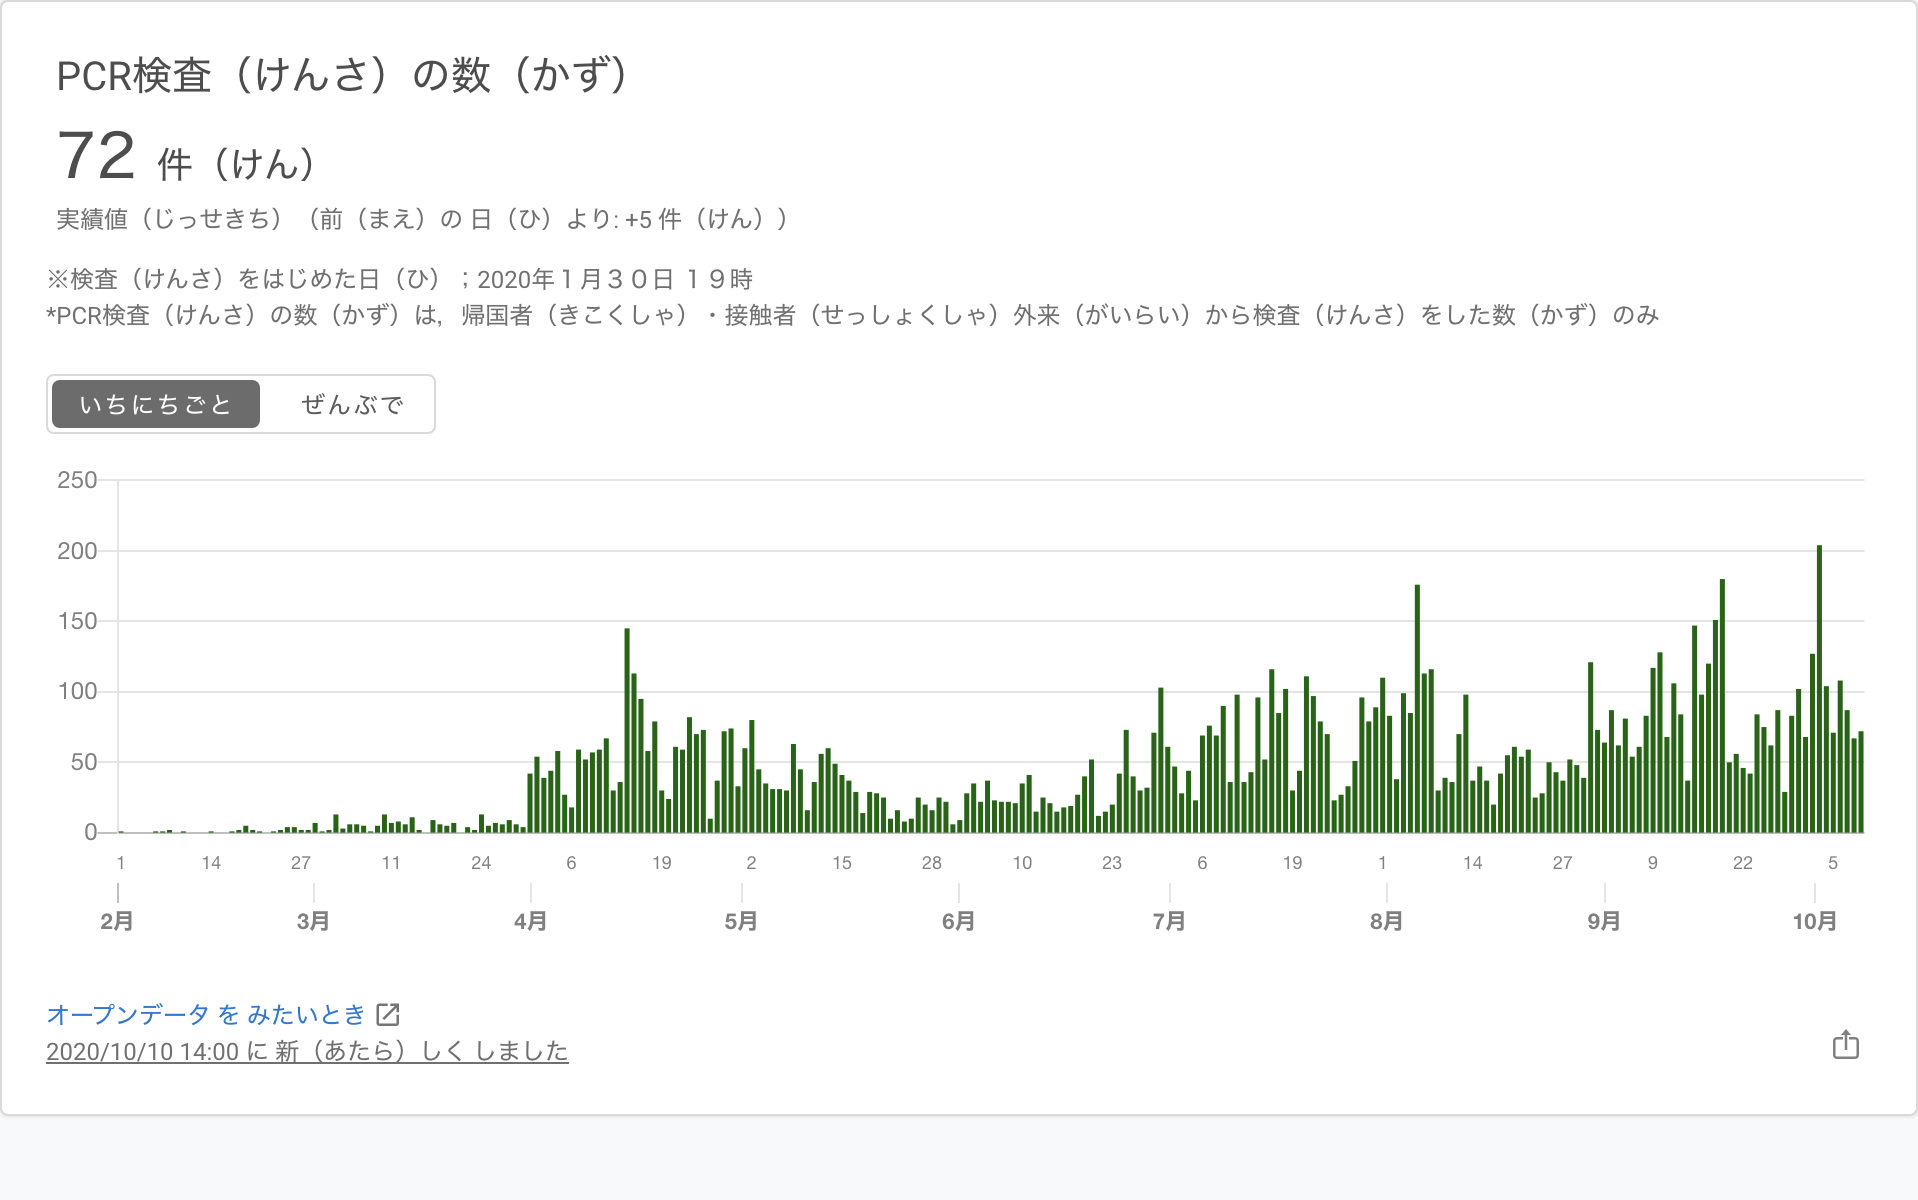 PCR検査（けんさ）の数（かず）
72 件（けん）
実績値（じっせきち）（前（まえ）の 日（ひ）より: +5 件（けん））
※検査（けんさ）をはじめた日（ひ）；2020年１月３０日 １９時
*PCR検査（けんさ）の数（かず）は，帰国者（きこくしゃ）・接触者（せっしょくしゃ）外来（がいらい）から検査（けんさ）をした数（かず）のみ
いちにちごと ぜんぶで
250
200
150
100
50
0
1 14 27 11 24 6 19 2 15 28 10 23 6 19 1 14 27 9 22 5
2月 3月 4月 5月 6月 7月 8月 9月 10月
オープンデータ を みたいとき
2020/10/10 14:00 に 新（あたら）しく しました